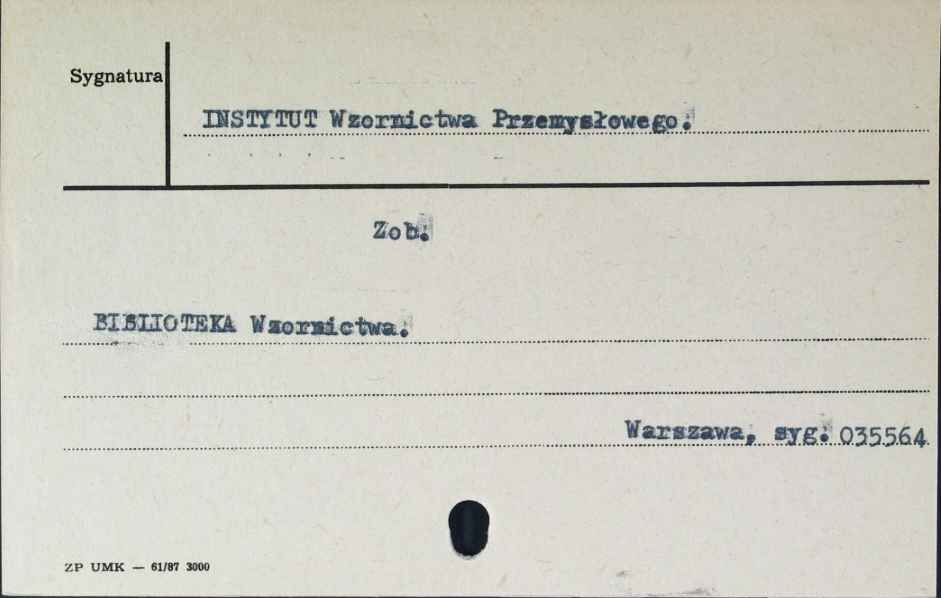 Sygnatura
INSTYTUT Wzornictwa Przemysłowego.
Zob.
BIBLIOTEKA Wzornictwa.
Warszawa, syg. 035564
ZP UMK — 61/87 3000